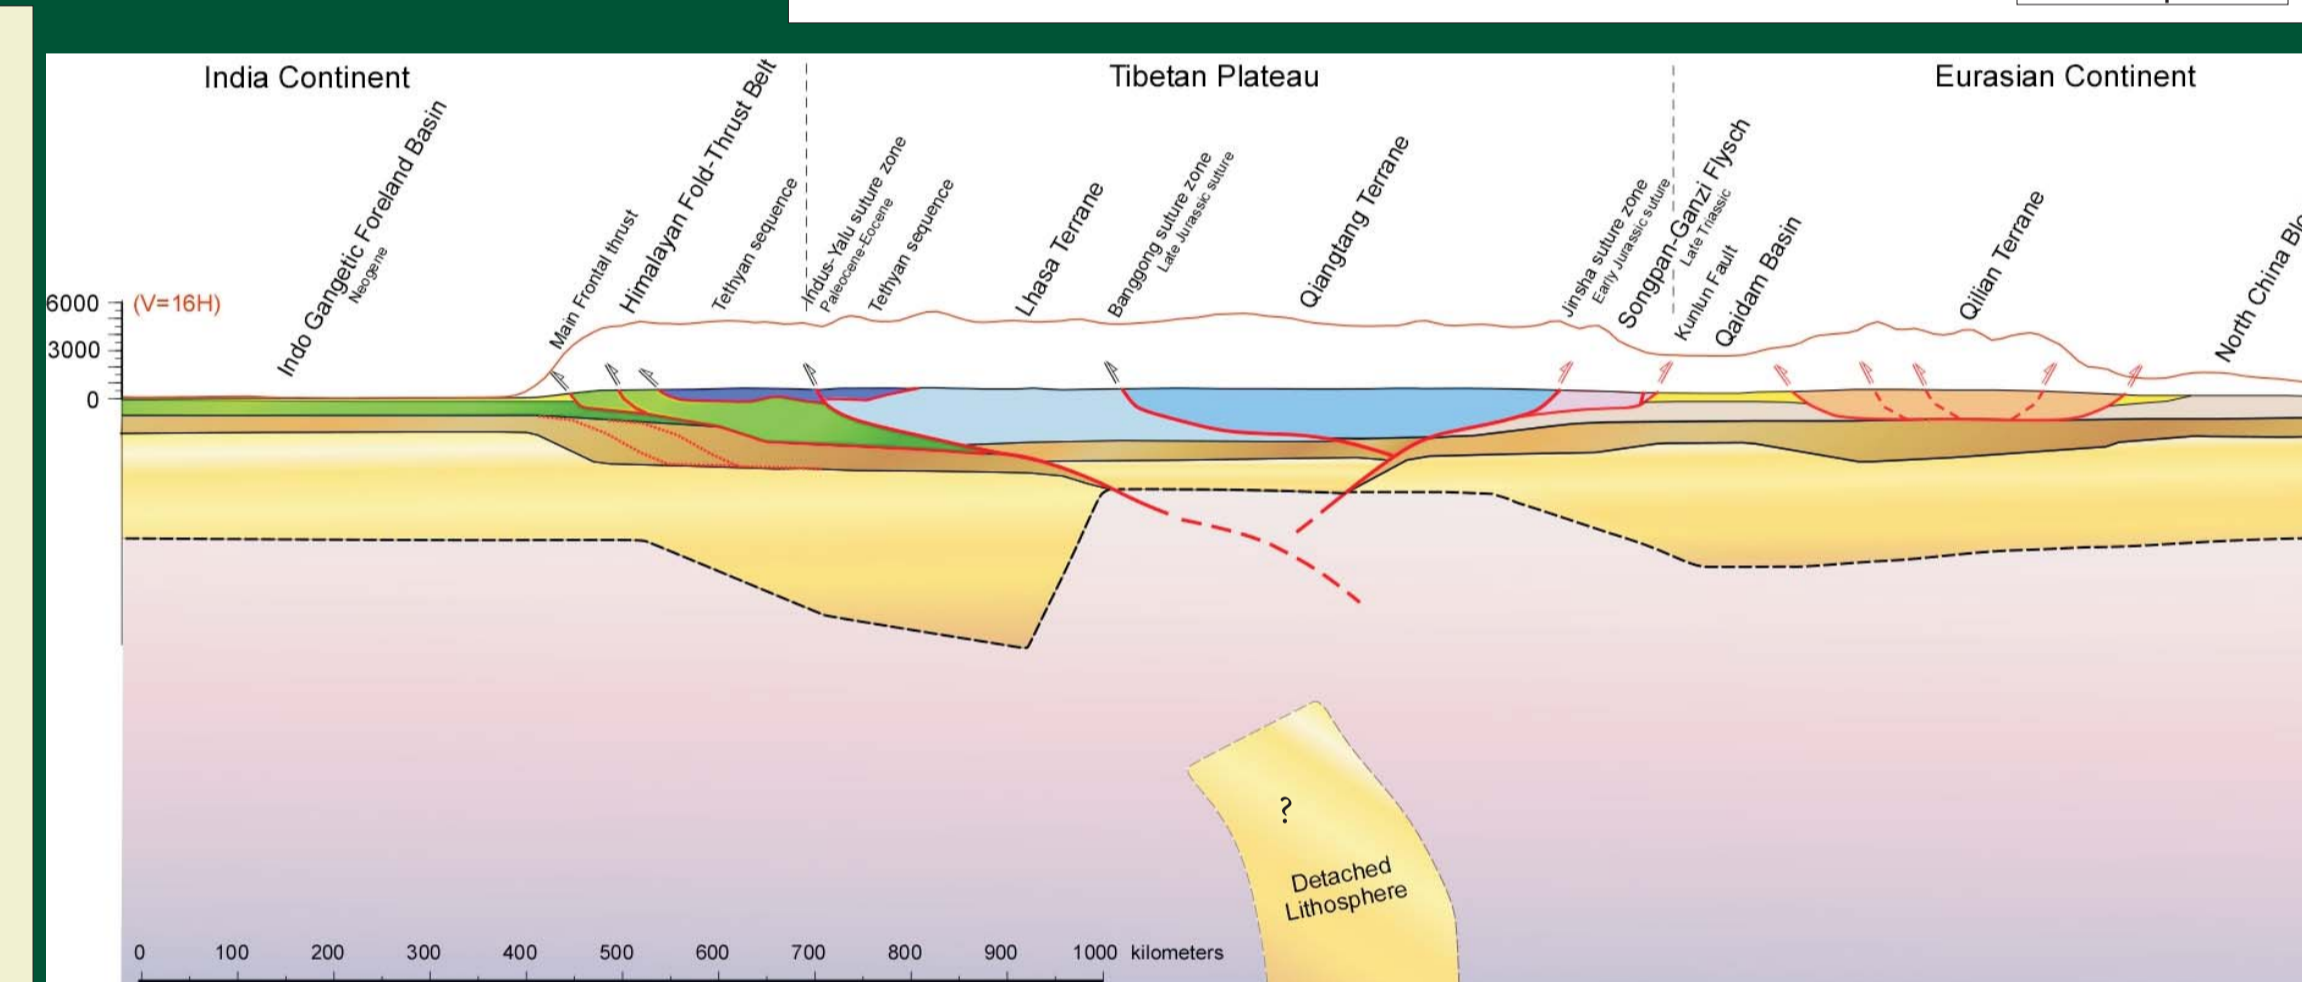 India Continent
Tibetan Plateau
Eurasian Continent
Indo Gangetic Foreland Basin
Neogene
Main Frontal thrust
Himalayan Fold-Thrust Belt
Tethyan sequence
Indus-Yalu suture zone
Paleocene-Eocene
Tethyan sequence
Lhasa Terrane
Banggong suture zone
Late Jurassic suture
Qiangtang Terrane
Jinsha suture zone
Early Jurassic suture
Songpan-Ganzi Flysch
Late Triassic
Kunlun Fault
Qaidam Basin
Qilian Terrane
North China
6000
(V=16H)
3000
0
?
Detached
Lithosphere
0 100 200 300 400 500 600 700 800 900 1000 kilometers